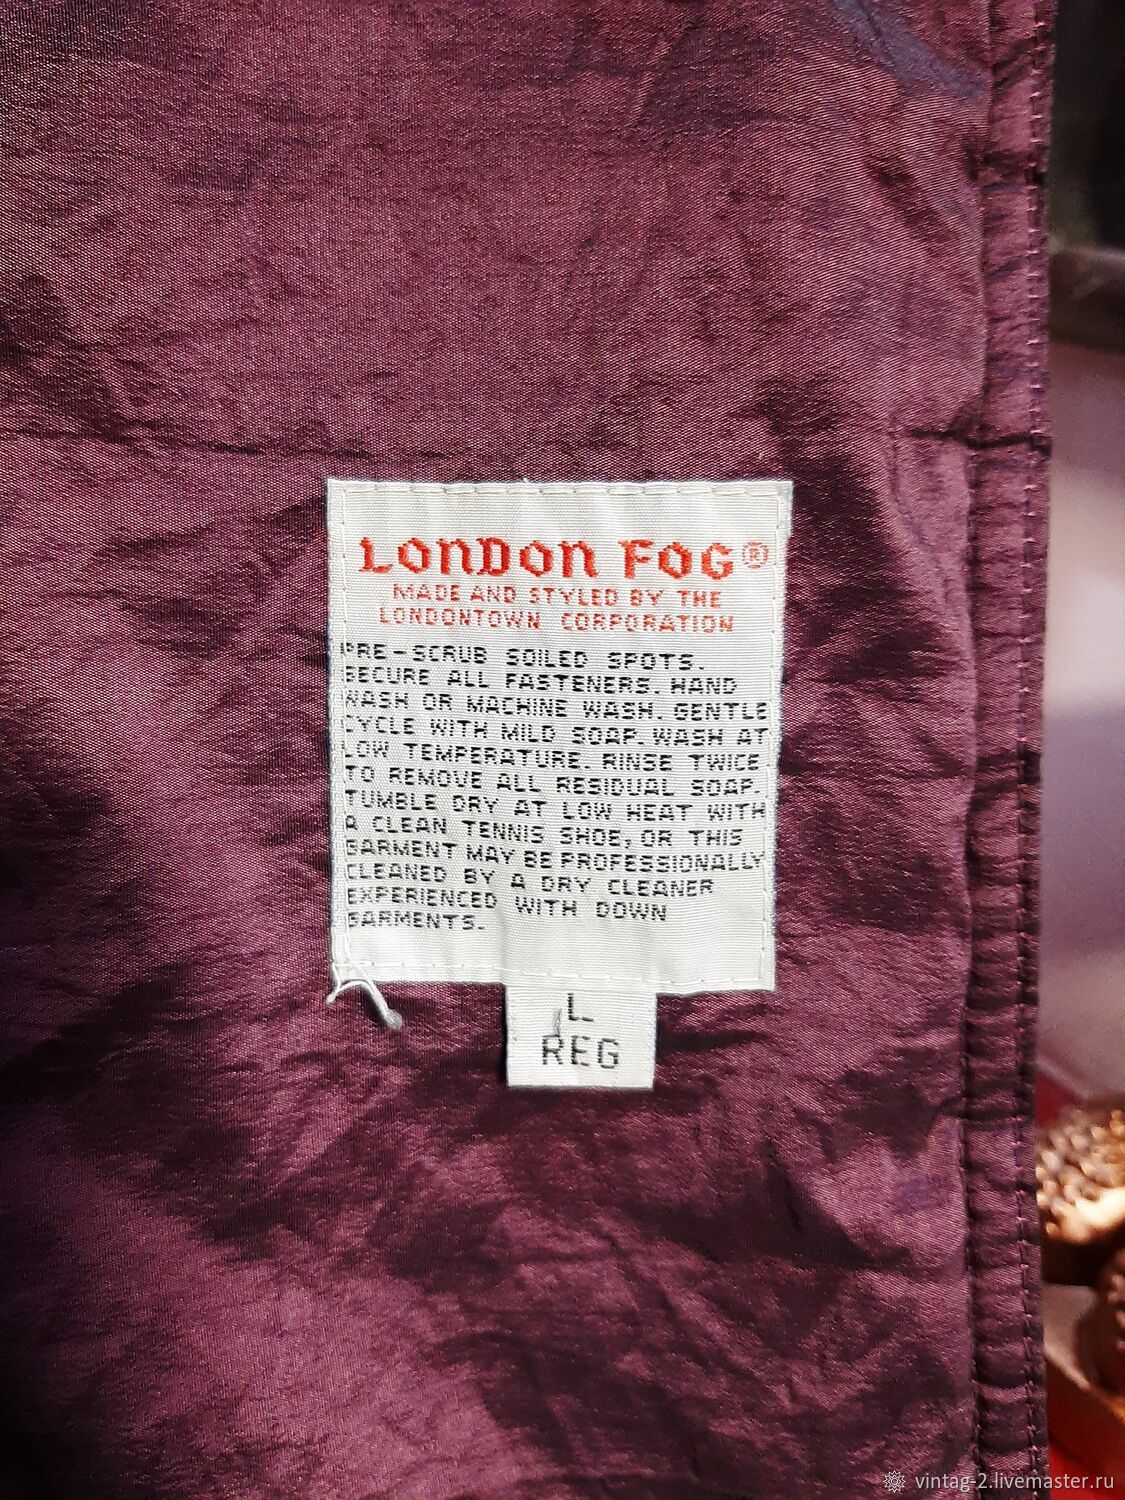 LONDON FOG®
MADE AND STYLED BY THE
LONDONTOWN CORPORATION
PRE-SCRUB SOILED SPOTS.
SECURE ALL FASTENERS. HAND
WASH OR MACHINE WASH. GENTLE
CYCLE WITH MILD SOAP. WASH AT
LOW TEMPERATURE. RINSE TWICE
TO REMOVE ALL RESIDUAL SOAP.
TUMBLE DRY AT LOW HEAT WITH
A CLEAN TENNIS SHOE, OR THIS
GARMENT MAY BE PROFESSIONALLY
CLEANED BY A DRY CLEANER
EXPERIENCED WITH DOWN
GARMENTS.
L
REG
vintag-2.livemaster.ru